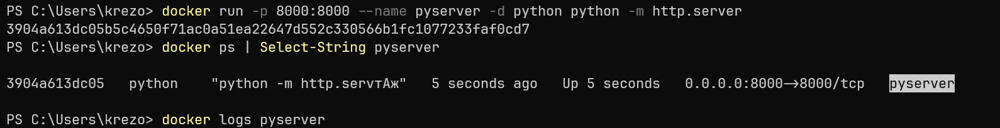 PS C:\Users\krezo> docker run -p 8000:8000 --name pyserver -d python python -m http.server
3904a613dc05b5c4650f71ac0a51ea22647d552c330566b1fc1077233faf0cd7
PS C:\Users\krezo> docker ps | Select-String pyserver
3904a613dc05   python    "python -m http.servтАж"   5 seconds ago   Up 5 seconds   0.0.0.0:8000->8000/tcp   pyserver
PS C:\Users\krezo> docker logs pyserver